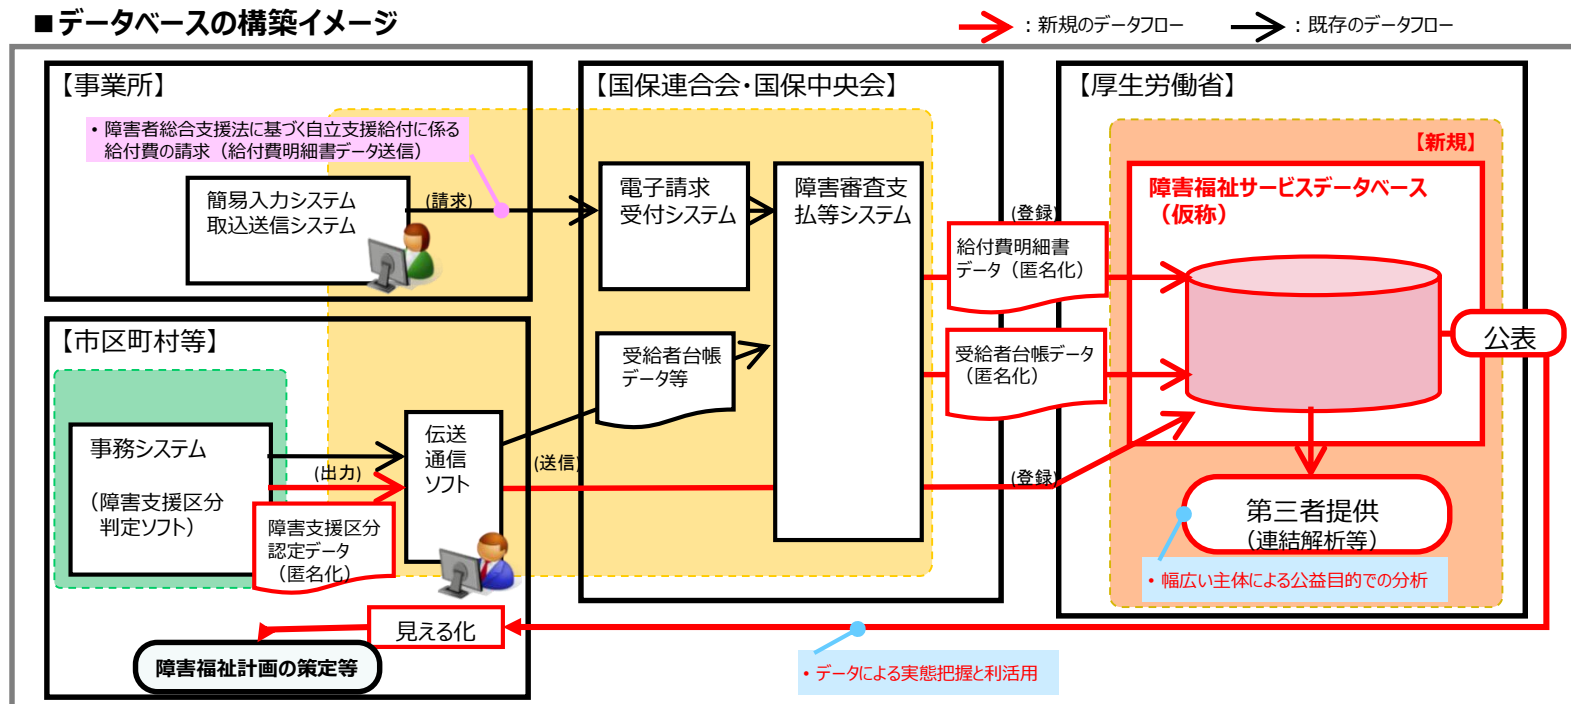 ■データベースの構築イメージ
：新規のデータフロー
：既存のデータフロー
【事業所】
・障害者総合支援法に基づく自立支援給付に係る
給付費の請求（給付費明細書データ送信）
簡易入力システム
取込送信システム
(請求)
【国保連合会・国保中央会】
電子請求
受付システム
障害審査支
払等システム
受給者台帳
データ等
【厚生労働省】
【新規】
障害福祉サービスデータベース
（仮称）
(登録)
給付費明細書
データ（匿名化）
受給者台帳データ
（匿名化）
(登録)
公表
第三者提供
（連結解析等）
・幅広い主体による公益目的での分析
【市区町村等】
事務システム
（障害支援区分
判定ソフト）
(出力)
障害支援区分
認定データ
（匿名化）
伝送
通信
ソフト
(送信)
見える化
障害福祉計画の策定等
・データによる実態把握と利活用